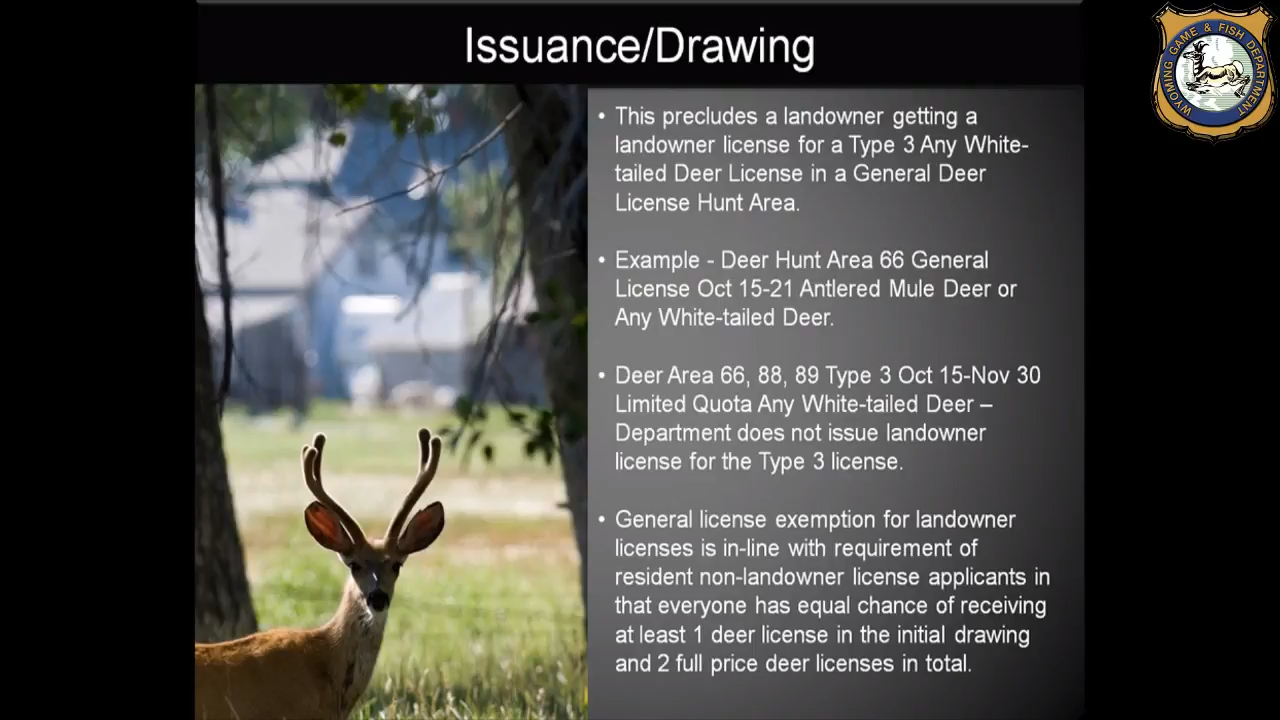 Issuance/Drawing
WYOMING GAME & FISH DEPARTMENT
• This precludes a landowner getting a
landowner license for a Type 3 Any White-
tailed Deer License in a General Deer
License Hunt Area.
• Example - Deer Hunt Area 66 General
License Oct 15-21 Antlered Mule Deer or
Any White-tailed Deer.
• Deer Area 66, 88, 89 Type 3 Oct 15-Nov 30
Limited Quota Any White-tailed Deer –
Department does not issue landowner
license for the Type 3 license.
• General license exemption for landowner
licenses is in-line with requirement of
resident non-landowner license applicants in
that everyone has equal chance of receiving
at least 1 deer license in the initial drawing
and 2 full price deer licenses in total.